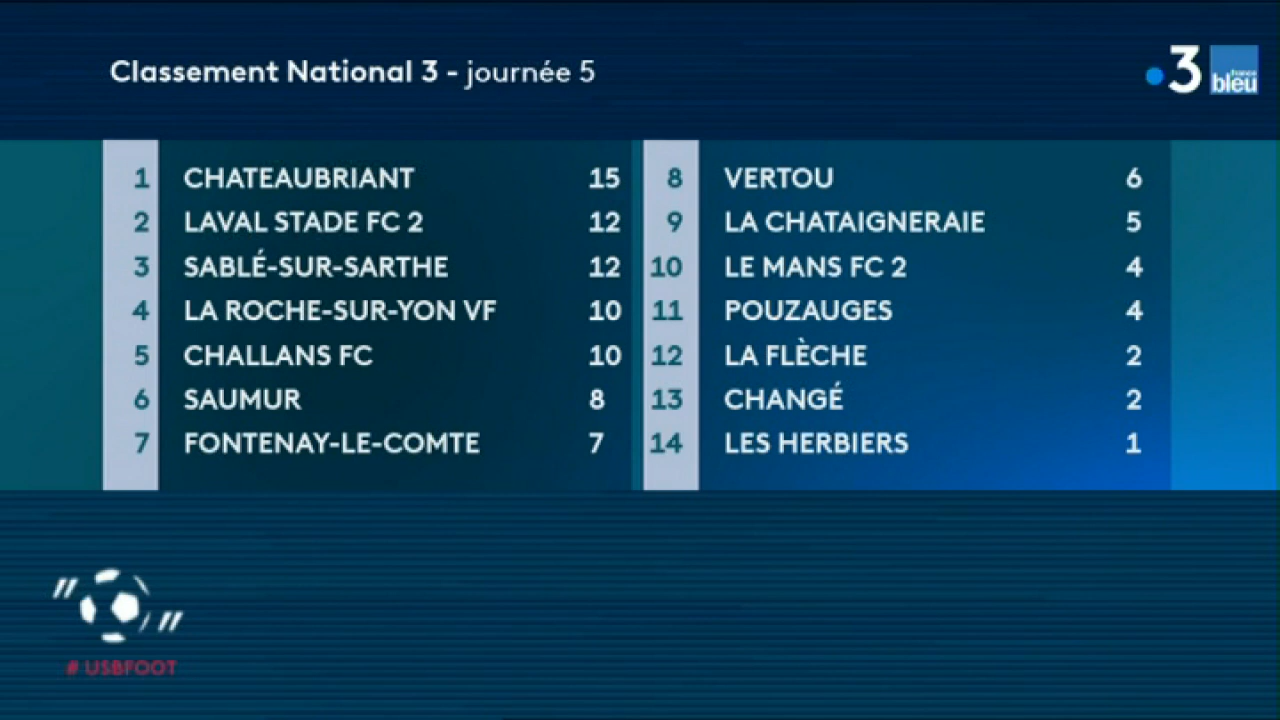 Classement National 3 - journée 5
3 france bleu
1 CHATEAUBRIANT 15
2 LAVAL STADE FC 2 12
3 SABLÉ-SUR-SARTHE 12
4 LA ROCHE-SUR-YON VF 10
5 CHALLANS FC 10
6 SAUMUR 8
7 FONTENAY-LE-COMTE 7
8 VERTOU 6
9 LA CHATAIGNERAIE 5
10 LE MANS FC 2 4
11 POUZAUGES 4
12 LA FLÈCHE 2
13 CHANGÉ 2
14 LES HERBIERS 1
# USBFOOT